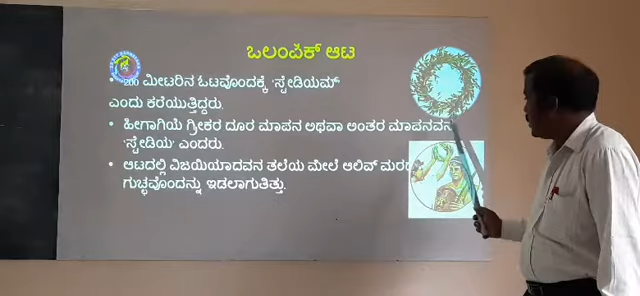 ಒಲಂಪಿಕ್ ಆಟ
• 200 ಮೀಟರಿನ ಓಟವೊಂದಕ್ಕೆ 'ಸ್ಟೇಡಿಯಮ್'
ಎಂದು ಕರೆಯುತ್ತಿದ್ದರು.
• ಹೀಗಾಗಿಯೆ ಗ್ರೀಕರ ದೂರ ಮಾಪನ ಅಥವಾ ಅಂತರ ಮಾಪನವನ್ನು
'ಸ್ಟೇಡಿಯ' ಎಂದರು.
• ಆಟದಲ್ಲಿ ವಿಜಯಿಯಾದವನ ತಲೆಯ ಮೇಲೆ ಆಲಿವ್
ಗುಚ್ಛವೊಂದನ್ನು ಇಡಲಾಗುತಿತ್ತು.